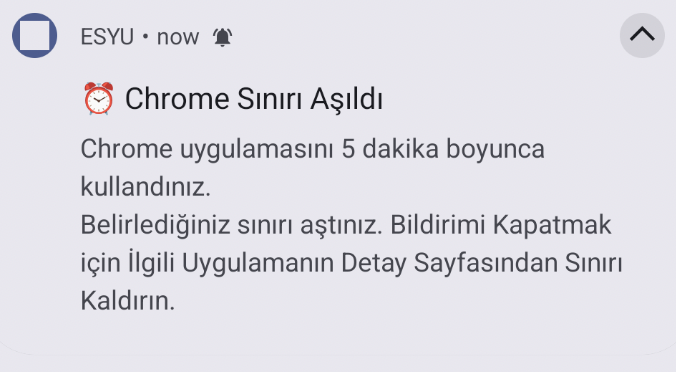 ESYU • now
⏰ Chrome Sınırı Aşıldı
Chrome uygulamasını 5 dakika boyunca
kullandınız.
Belirlediğiniz sınırı aştınız. Bildirimi Kapatmak
için İlgili Uygulamanın Detay Sayfasından Sınırı
Kaldırın.